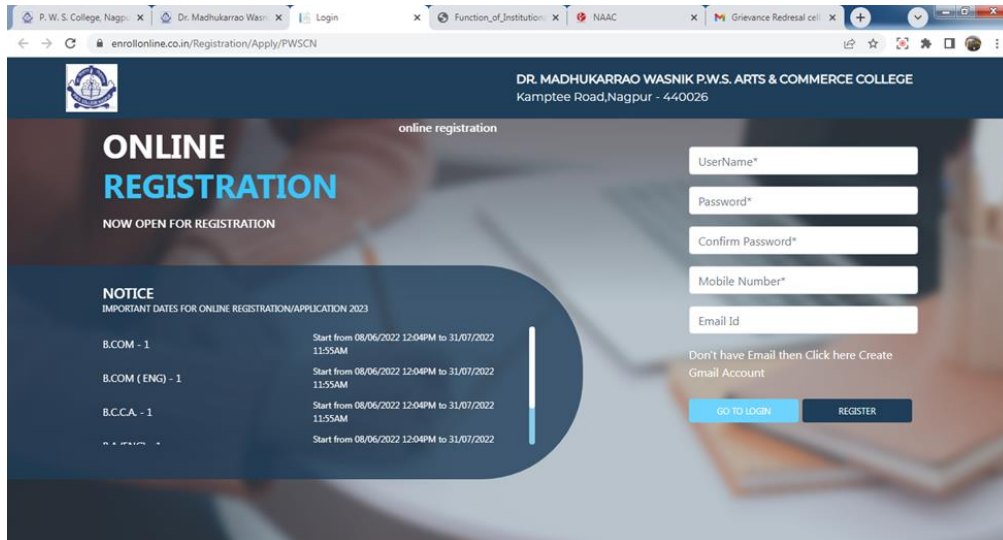 P. W. S. College, Nagpu
Dr. Madhukarrao Wasni
Login
Function_of_Institution
NAAC
Grievance Redresal cell
enrollonline.co.in/Registration/Apply/PWSCN
DR. MADHUKARRAO WASNIK P.W.S. ARTS & COMMERCE COLLEGE
Kamptee Road,Nagpur - 440026
online registration
ONLINE
REGISTRATION
NOW OPEN FOR REGISTRATION
NOTICE
IMPORTANT DATES FOR ONLINE REGISTRATION/APPLICATION 2023
B.COM - 1
Start from 08/06/2022 12:04PM to 31/07/2022
11:55AM
B.COM ( ENG) - 1
Start from 08/06/2022 12:04PM to 31/07/2022
11:55AM
B.C.C.A. - 1
Start from 08/06/2022 12:04PM to 31/07/2022
11:55AM
Start from 08/06/2022 12:04PM to 31/07/2022
UserName*
Password*
Confirm Password*
Mobile Number*
Email Id
Don't have Email then Click here Create
Gmail Account
GO TO LOGIN
REGISTER